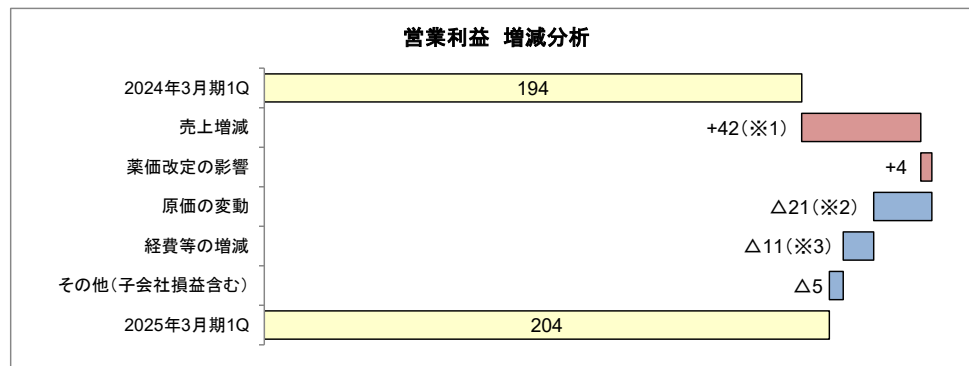 営業利益 増減分析
2024年3月期1Q
194
売上増減
+42(※1)
薬価改定の影響
+4
原価の変動
△21(※2)
経費等の増減
△11(※3)
その他(子会社損益含む)
△5
2025年3月期1Q
204